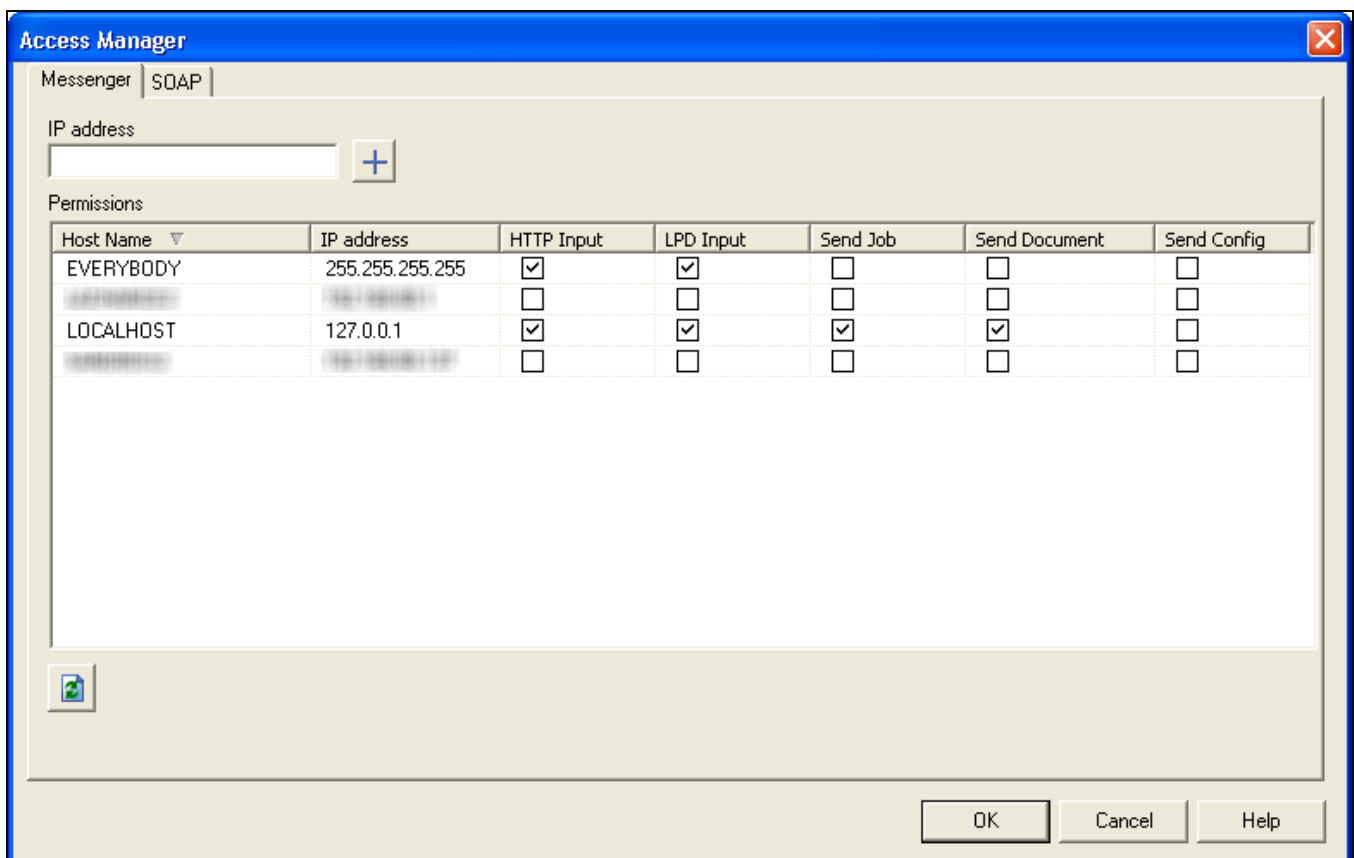 Access Manager
Messenger SOAP
IP address
Permissions
Host Name IP address HTTP Input LPD Input Send Job Send Document Send Config
EVERYBODY 255.255.255.255
LOCALHOST 127.0.0.1
OK Cancel Help